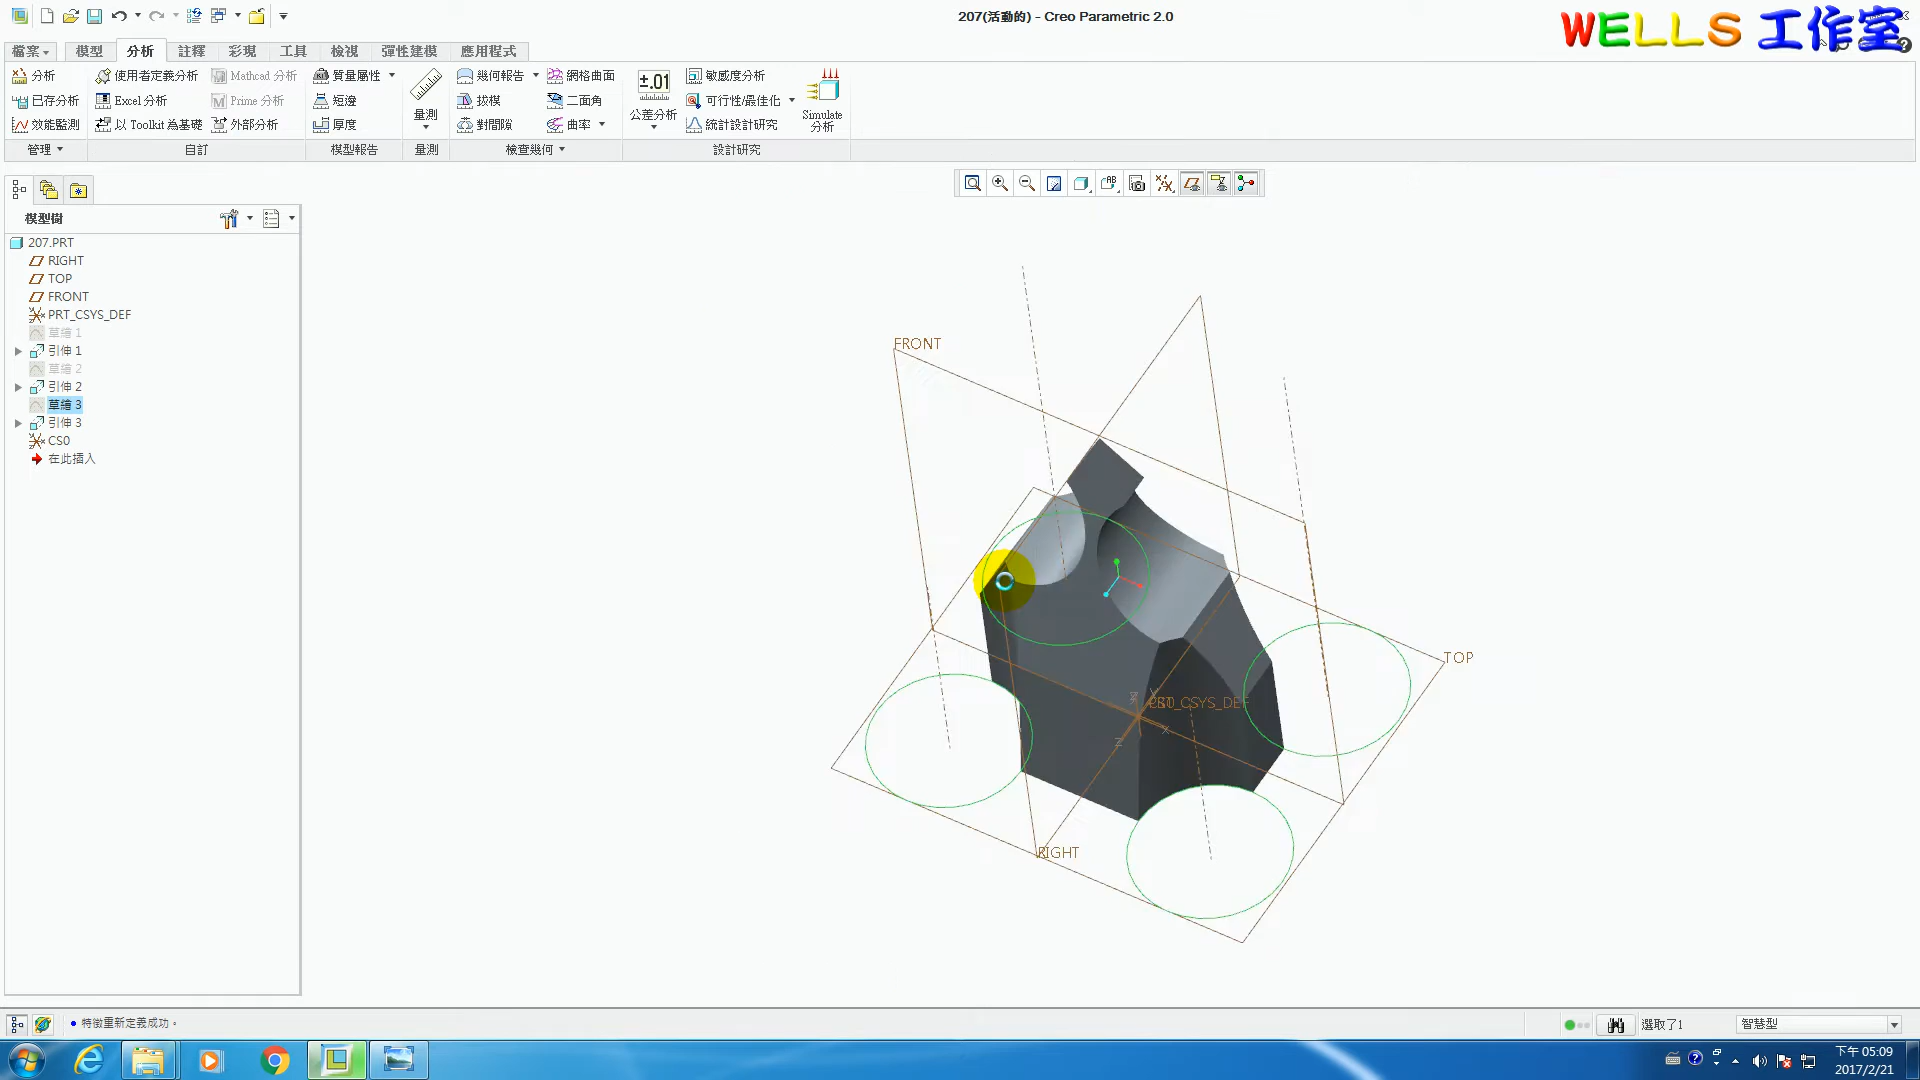 207(活動的) - Creo Parametric 2.0
WELLS 工作室
檔案 模型 分析 註釋 彩現 工具 檢視 彈性建模 應用程式
分析 使用者定義分析 Mathcad 分析 質量屬性 幾何報告 網格曲面 敏感度分析
已存分析 Excel 分析 Prime 分析 短邊 量測 拔模 二面角 ±.01 公差分析 可行性/最佳化 Simulate 分析
效能監測 以 Toolkit 為基礎 外部分析 厚度 對間隙 曲率 統計設計研究
管理 自訂 模型報告 量測 檢查幾何 設計研究
模型樹
207.PRT
RIGHT
TOP
FRONT
PRT_CSYS_DEF
草繪 1
引伸 1
草繪 2
引伸 2
草繪 3
引伸 3
CS0
在此插入
FRONT
TOP
RIGHT
X
Z
特徵重新定義成功。
選取了1
智慧型
下午 05:09
2017/2/21